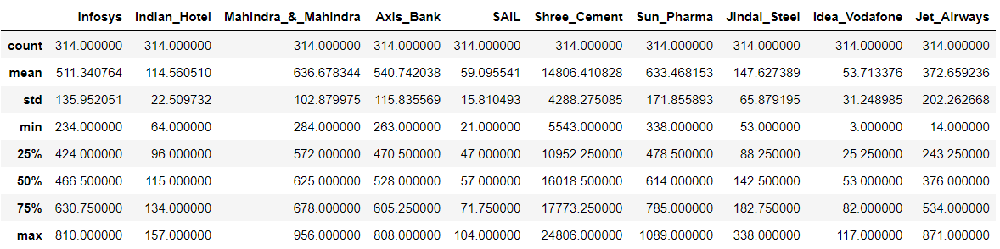 Infosys Indian_Hotel Mahindra_&_Mahindra Axis_Bank SAIL Shree_Cement Sun_Pharma Jindal_Steel Idea_Vodafone Jet_Airways
count 314.000000 314.000000 314.000000 314.000000 314.000000 314.000000 314.000000 314.000000 314.000000 314.000000
mean 511.340764 114.560510 636.678344 540.742038 59.095541 14806.410828 633.468153 147.627389 53.713376 372.659236
std 135.952051 22.509732 102.879975 115.835569 15.810493 4288.275085 171.855893 65.879195 31.248985 202.262668
min 234.000000 64.000000 284.000000 263.000000 21.000000 5543.000000 338.000000 53.000000 3.000000 14.000000
25% 424.000000 96.000000 572.000000 470.500000 47.000000 10952.250000 478.500000 88.250000 25.250000 243.250000
50% 466.500000 115.000000 625.000000 528.000000 57.000000 16018.500000 614.000000 142.500000 53.000000 376.000000
75% 630.750000 134.000000 678.000000 605.250000 71.750000 17773.250000 785.000000 182.750000 82.000000 534.000000
max 810.000000 157.000000 956.000000 808.000000 104.000000 24806.000000 1089.000000 338.000000 117.000000 871.000000